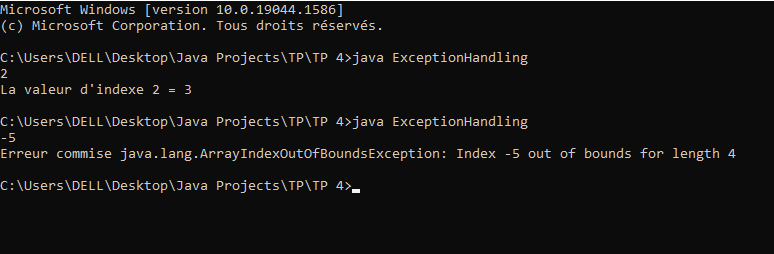 Microsoft Windows [version 10.0.19044.1586]
(c) Microsoft Corporation. Tous droits réservés.
C:\Users\DELL\Desktop\Java Projects\TP\TP 4>java ExceptionHandling
2
La valeur d'indexe 2 = 3
C:\Users\DELL\Desktop\Java Projects\TP\TP 4>java ExceptionHandling
-5
Erreur commise java.lang.ArrayIndexOutOfBoundsException: Index -5 out of bounds for length 4
C:\Users\DELL\Desktop\Java Projects\TP\TP 4>